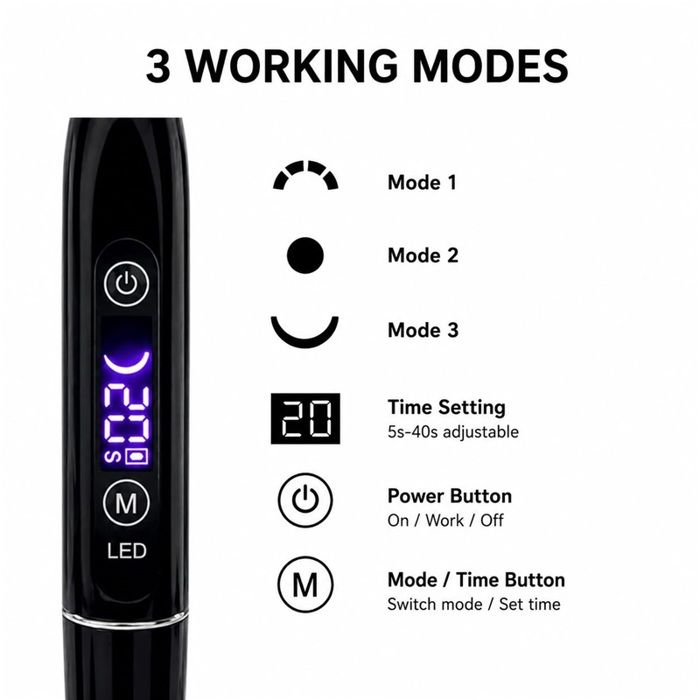 3 WORKING MODES
Mode 1
Mode 2
Mode 3
20
Time Setting
5s-40s adjustable
Power Button
On / Work / Off
M
Mode / Time Button
Switch mode / Set time
20
S
M
LED